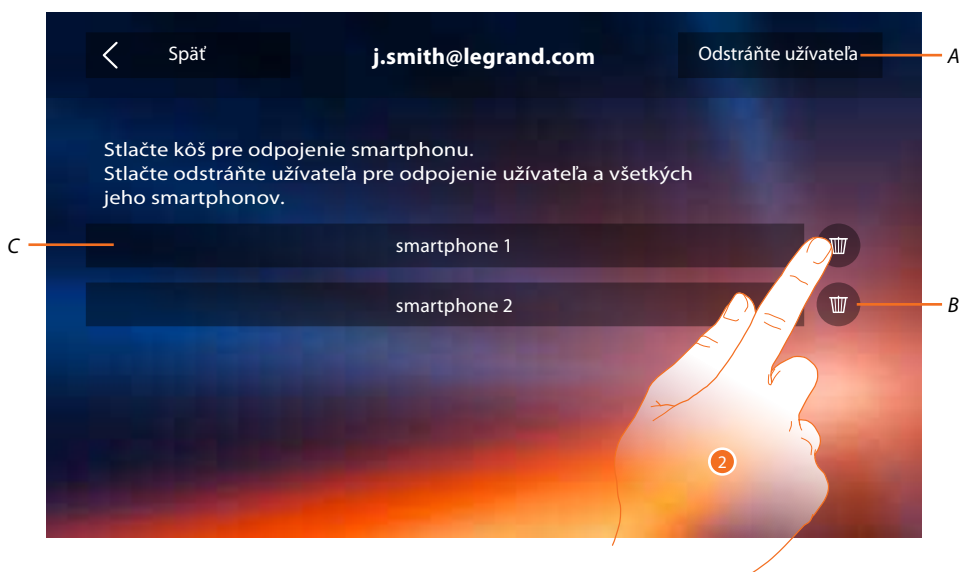 Späť
j.smith@legrand.com
Odstráňte užívateľa
A
Stlačte kôš pre odpojenie smartphonu.
Stlačte odstráňte užívateľa pre odpojenie užívateľa a všetkých
jeho smartphonov.
C
smartphone 1
smartphone 2
B
2